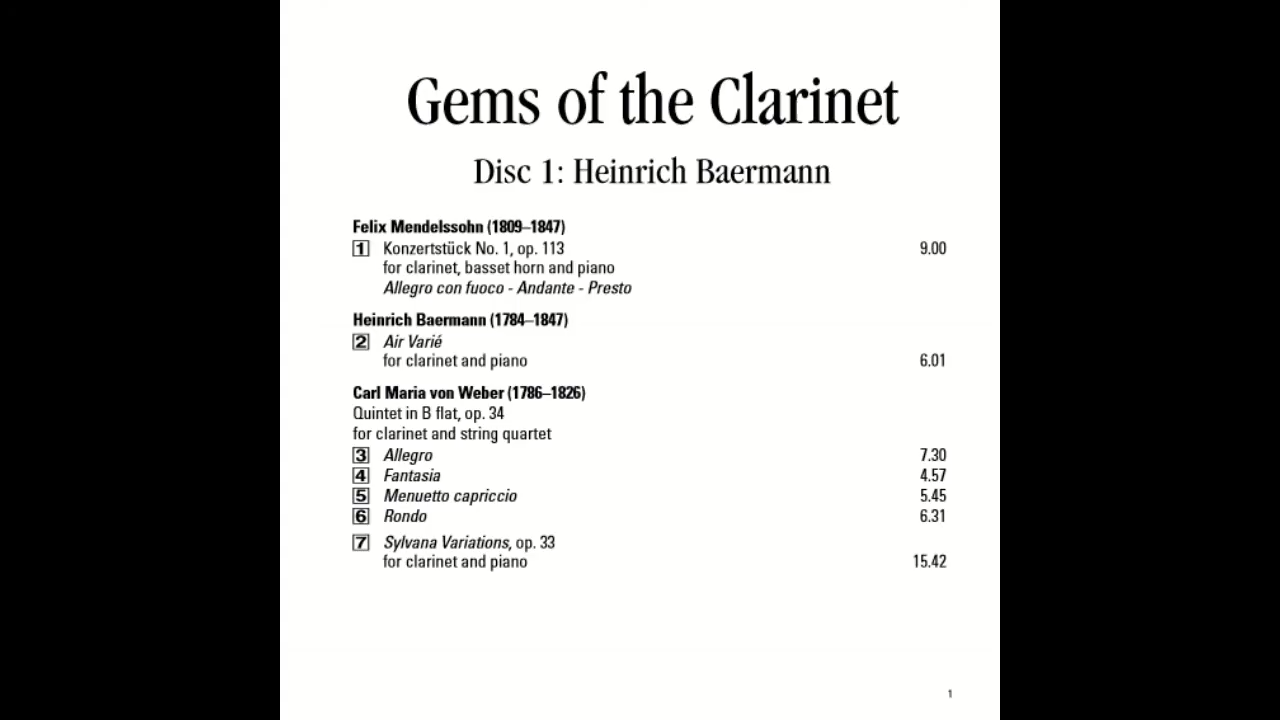 Gems of the Clarinet
Disc 1: Heinrich Baermann
Felix Mendelssohn (1809–1847)
1 Konzertstück No. 1, op. 113 9.00
for clarinet, basset horn and piano
Allegro con fuoco - Andante - Presto
Heinrich Baermann (1784–1847)
2 Air Varié
for clarinet and piano 6.01
Carl Maria von Weber (1786–1826)
Quintet in B flat, op. 34
for clarinet and string quartet
3 Allegro 7.30
4 Fantasia 4.57
5 Menuetto capriccio 5.45
6 Rondo 6.31
7 Sylvana Variations, op. 33
for clarinet and piano 15.42
1